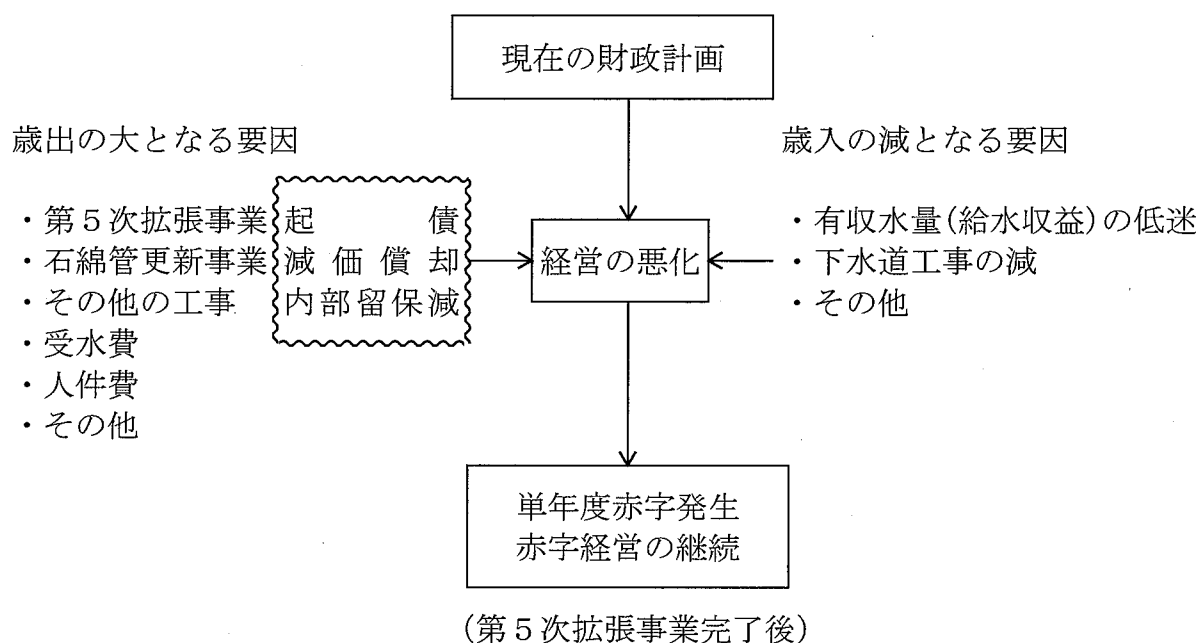 現在の財政計画
歳出の大となる要因
・第5次拡張事業
・石綿管更新事業
・その他の工事
・受水費
・人件費
・その他
起債
減価償却
内部留保減
経営の悪化
歳入の減となる要因
・有収水量(給水収益)の低迷
・下水道工事の減
・その他
単年度赤字発生
赤字経営の継続
(第5次拡張事業完了後)